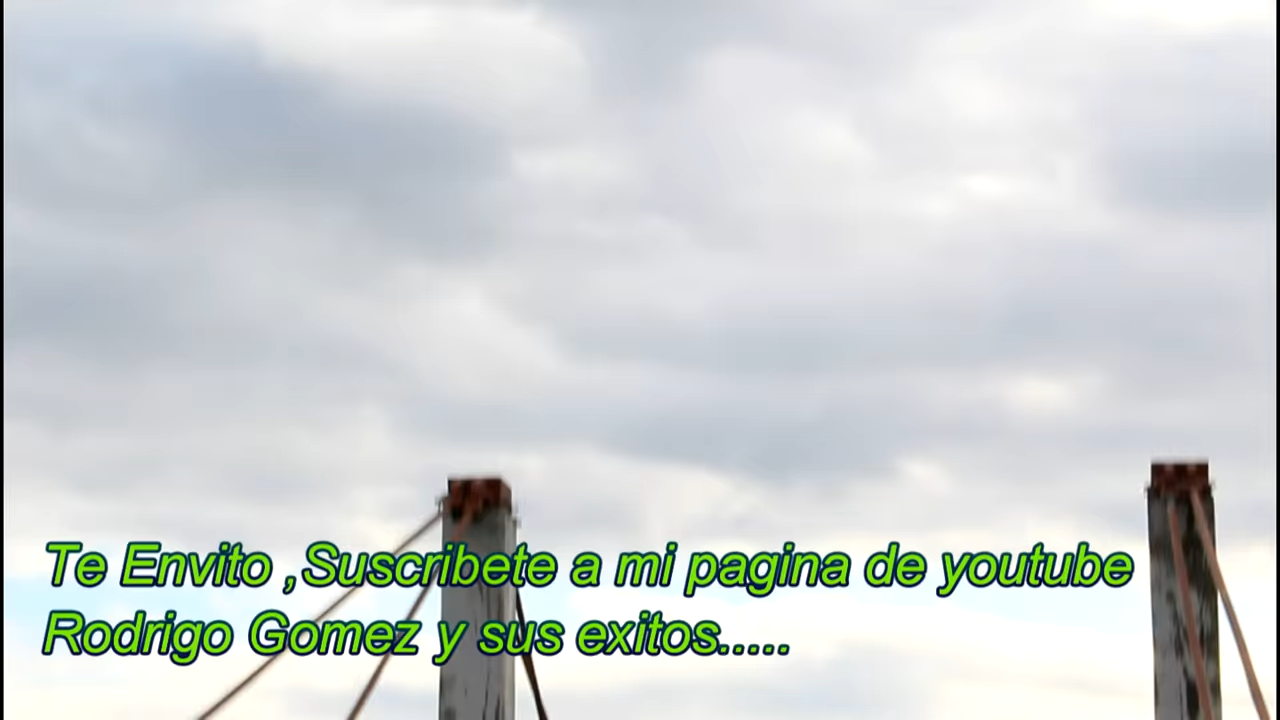 Te Envito ,Suscribete a mi pagina de youtube
Rodrigo Gomez y sus exitos.....